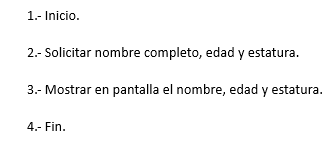 1.- Inicio.
2.- Solicitar nombre completo, edad y estatura.
3.- Mostrar en pantalla el nombre, edad y estatura.
4.- Fin.